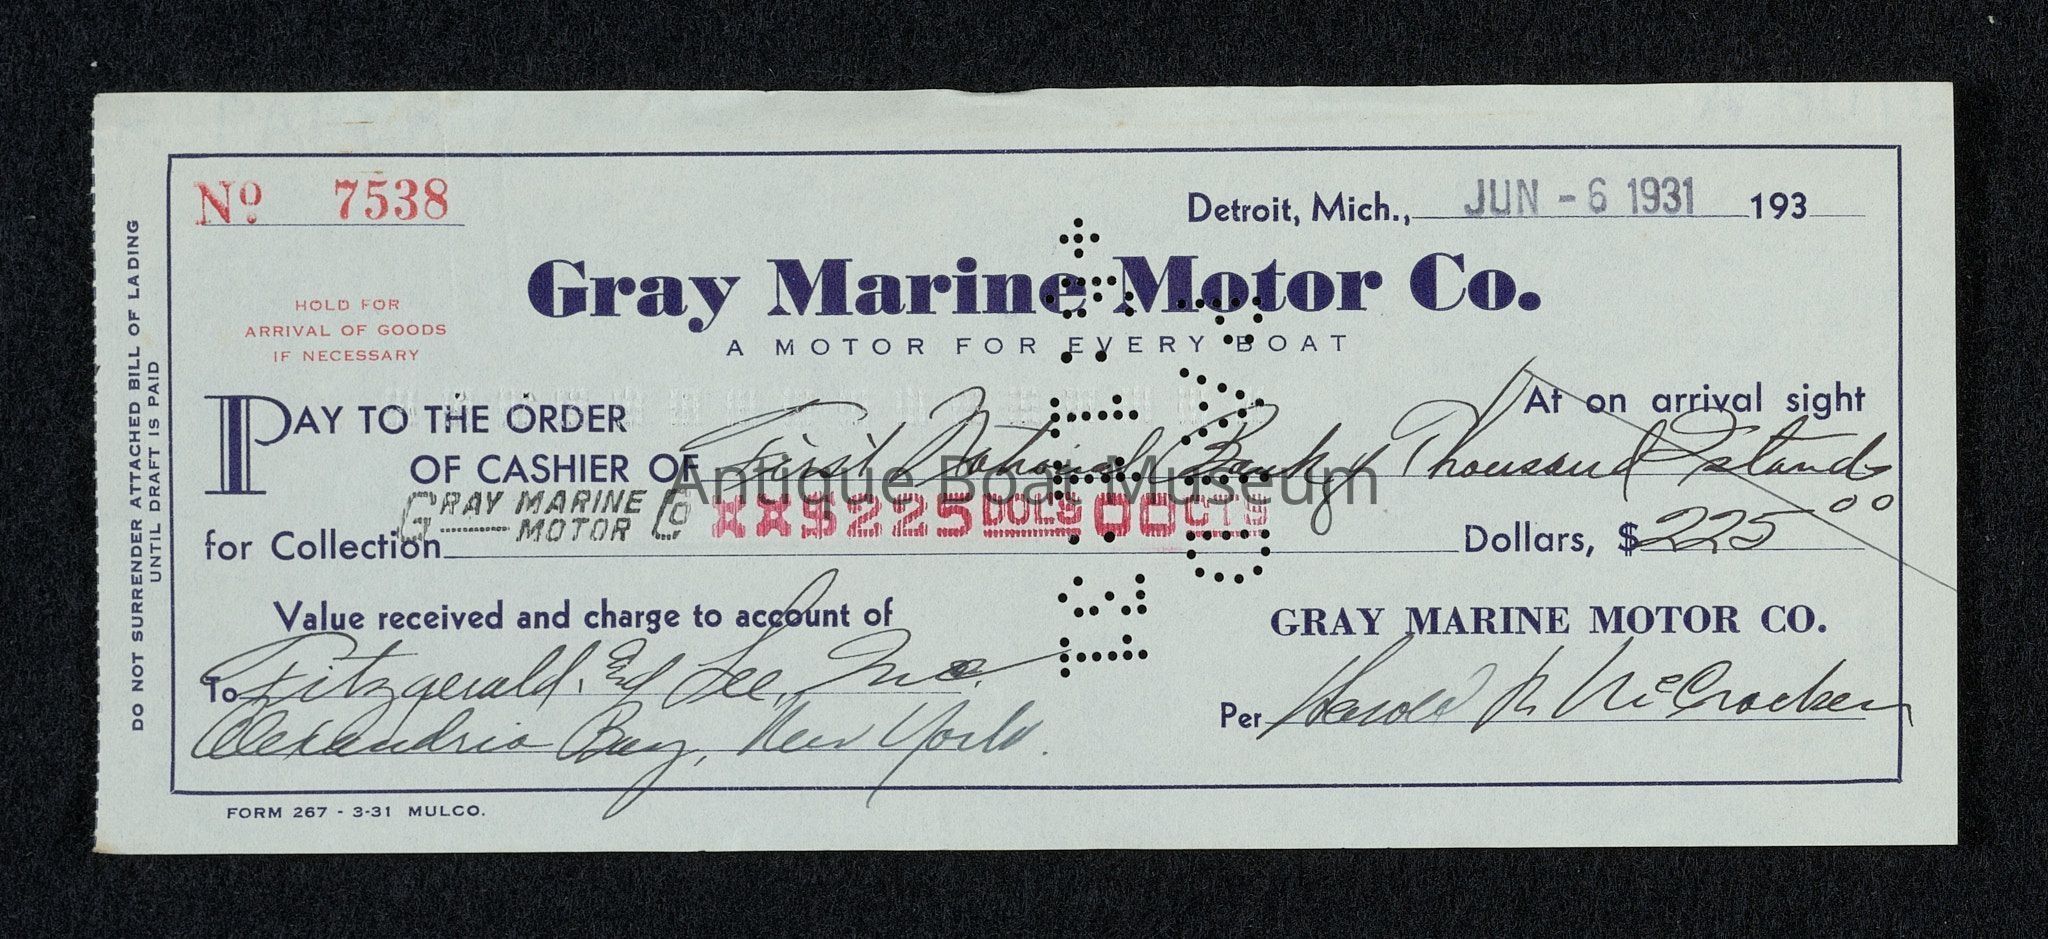 No. 7538
Detroit, Mich., JUN - 6 1931 193
Gray Marine Motor Co.
A MOTOR FOR EVERY BOAT
HOLD FOR
ARRIVAL OF GOODS
IF NECESSARY
DO NOT SURRENDER ATTACHED BILL OF LADING
UNTIL DRAFT IS PAID
At on arrival sight
PAY TO THE ORDER
OF CASHIER OF First National Bank of Thousand Islands
Antique Boat Museum
GRAY MARINE CO
MOTOR
XX$225DOLS00CTS
for Collection Dollars, $225 00
Value received and charge to account of
GRAY MARINE MOTOR CO.
To Fitzgerald and Lee, Inc.
Alexandria Bay, New York.
Per Harold R McCracken
FORM 267 - 3-31 MULCO.